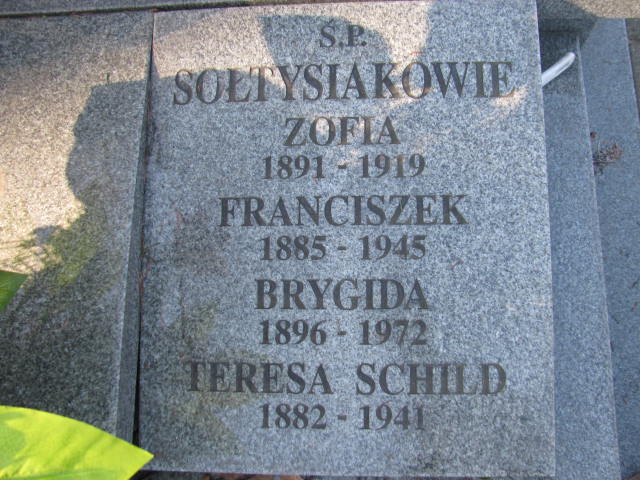 Ś.P.
SOŁTYSIAKOWIE
ZOFIA
1891 - 1919
FRANCISZEK
1885 - 1945
BRYGIDA
1896 - 1972
TERESA SCHILD
1882 - 1941